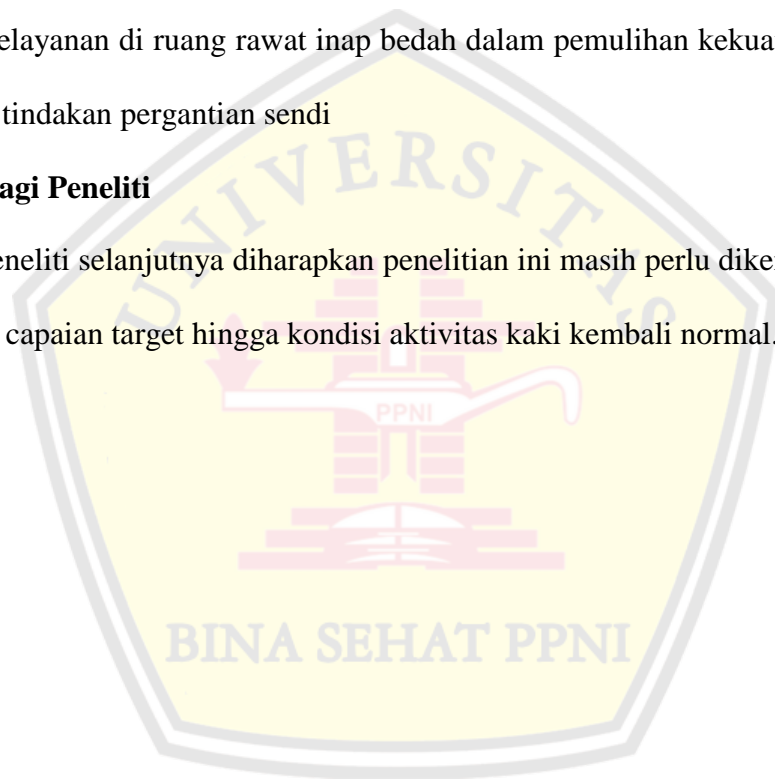 elayanan di ruang rawat inap bedah dalam pemulihan kekua
tindakan pergantian sendi
agi Peneliti
eneliti selanjutnya diharapkan penelitian ini masih perlu dike
capaian target hingga kondisi aktivitas kaki kembali normal.
UNIVERSITAS
PPNI
BINA SEHAT PPNI